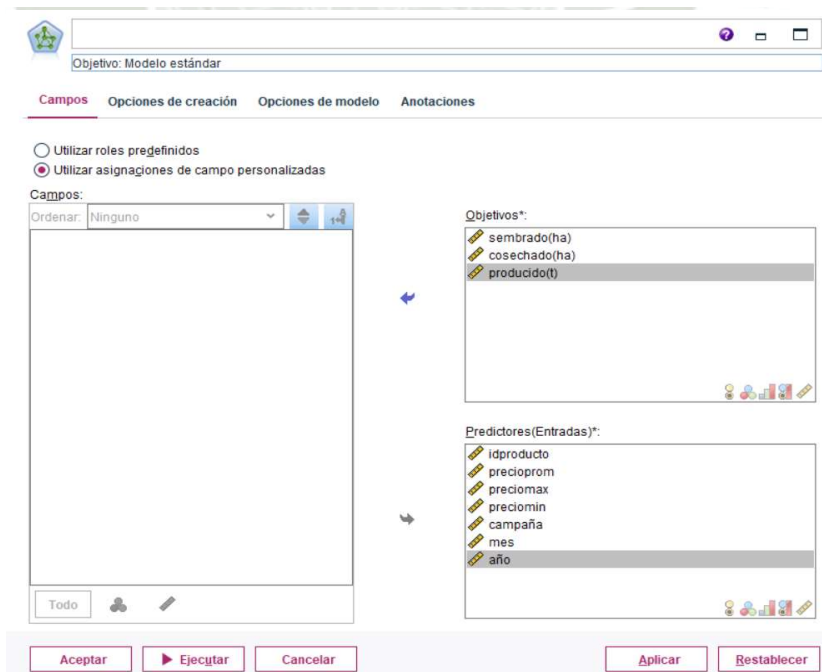 Objetivo: Modelo estándar
Campos Opciones de creación Opciones de modelo Anotaciones
Utilizar roles predefinidos
Utilizar asignaciones de campo personalizadas
Campos:
Ordenar: Ninguno
Objetivos*:
sembrado(ha)
cosechado(ha)
producido(t)
Predictores(Entradas)*:
idproducto
precioprom
preciomax
preciomin
campaña
mes
año
Todo
Aceptar Ejecutar Cancelar Aplicar Restablecer